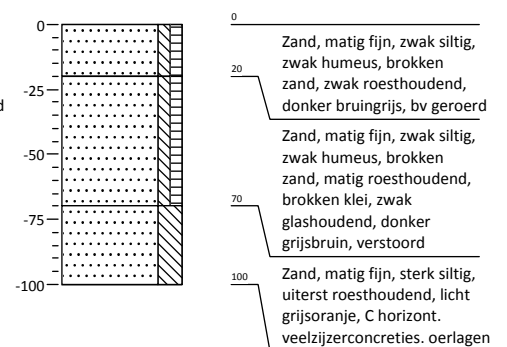 0
-25
-50
-75
-100
d
0
Zand, matig fijn, zwak siltig,
zwak humeus, brokken
zand, zwak roesthoudend,
donker bruingrijs, bv geroerd
20
Zand, matig fijn, zwak siltig,
zwak humeus, brokken
zand, matig roesthoudend,
brokken klei, zwak
glashoudend, donker
grijsbruin, verstoord
70
Zand, matig fijn, sterk siltig,
uiterst roesthoudend, licht
grijsoranje, C horizont.
veelzijzerconcreties. oerlagen
100